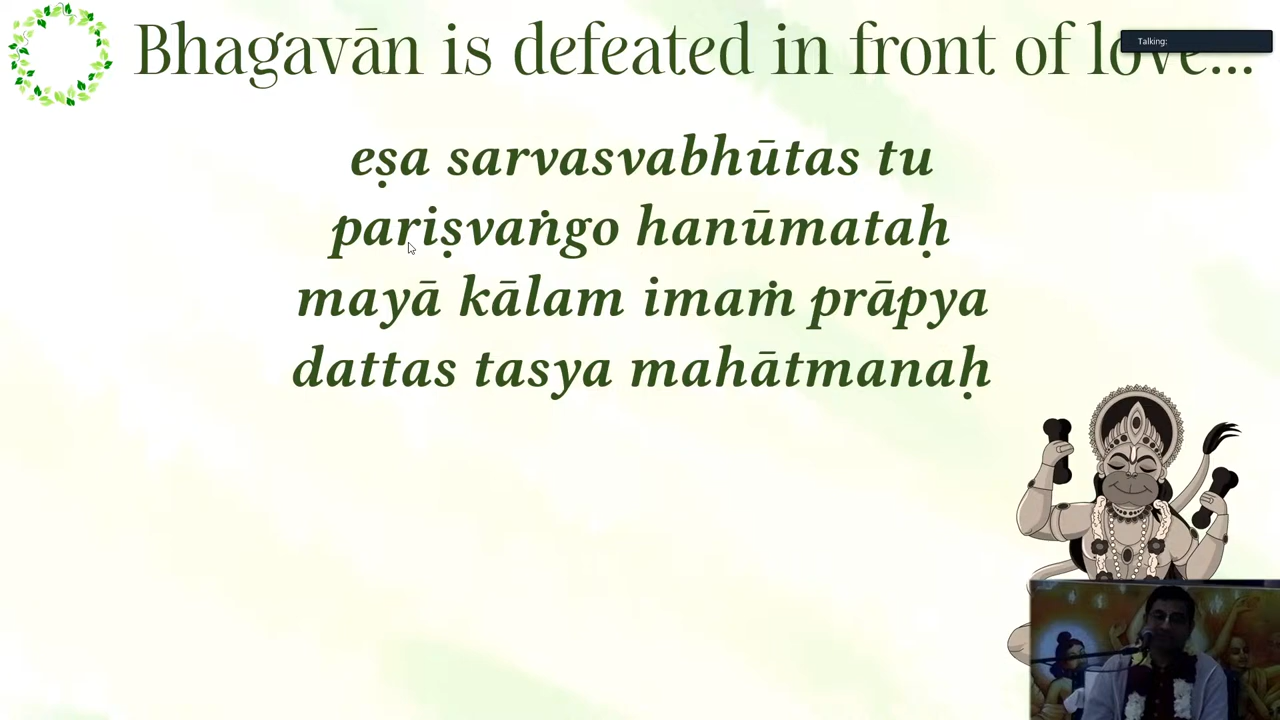 Bhagavān is defeated in front of love...
Talking:
eṣa sarvasvabhūtas tu
pariṣvaṅgo hanūmataḥ
mayā kālam imaṁ prāpya
dattas tasya mahātmanaḥ